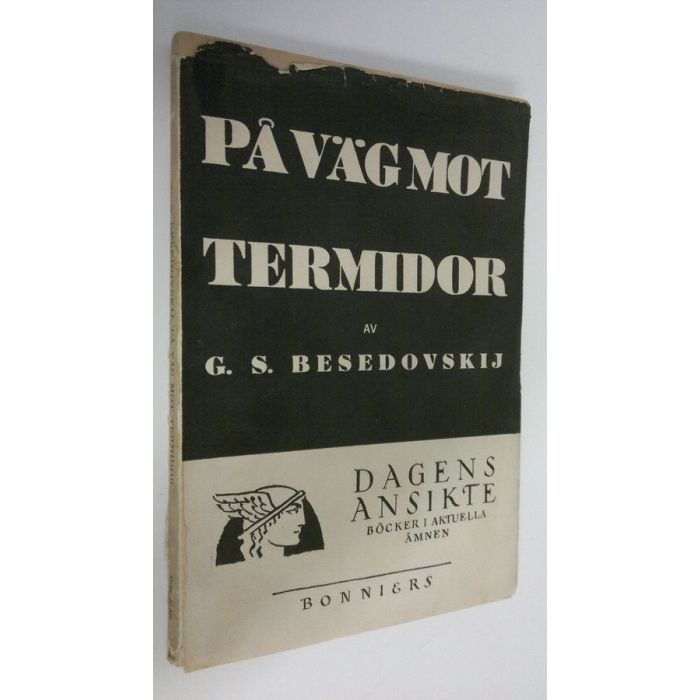 PÅ VÄG MOT
TERMIDOR
AV
G. S. BESEDOVSKIJ
DAGENS
ANSIKTE
BÖCKER I AKTUELLA
ÄMNEN
BONNIERS